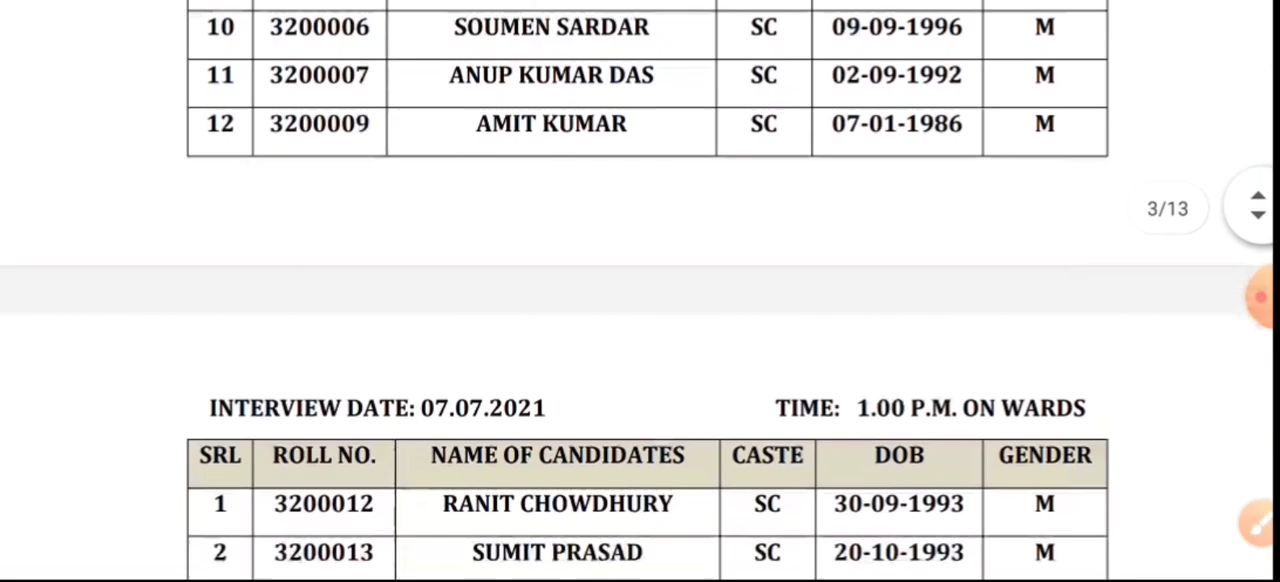 10 3200006 SOUMEN SARDAR SC 09-09-1996 M
11 3200007 ANUP KUMAR DAS SC 02-09-1992 M
12 3200009 AMIT KUMAR SC 07-01-1986 M
3/13
INTERVIEW DATE: 07.07.2021 TIME: 1.00 P.M. ON WARDS
SRL ROLL NO. NAME OF CANDIDATES CASTE DOB GENDER
1 3200012 RANIT CHOWDHURY SC 30-09-1993 M
2 3200013 SUMIT PRASAD SC 20-10-1993 M